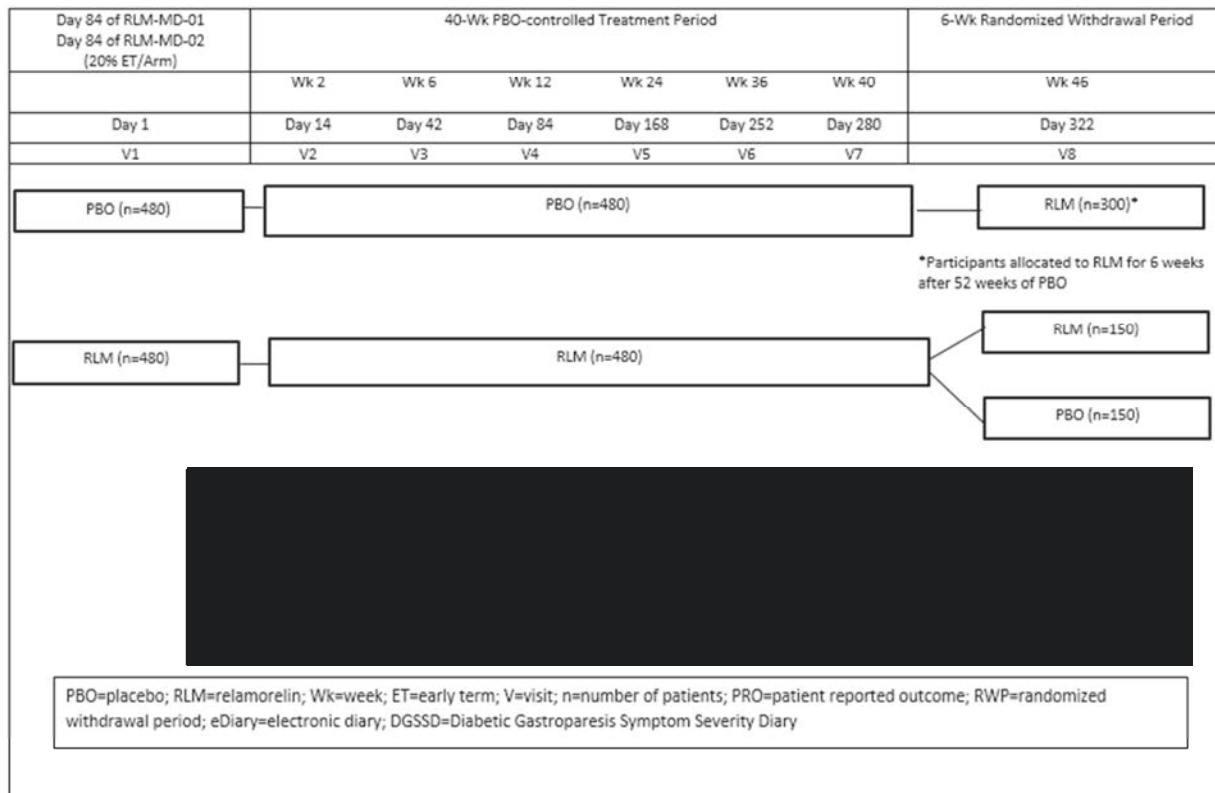 Day 84 of RLM-MD-01
Day 84 of RLM-MD-02
(20% ET/Arm)
40-Wk PBO-controlled Treatment Period
6-Wk Randomized Withdrawal Period
Wk 2 Wk 6 Wk 12 Wk 24 Wk 36 Wk 40 Wk 46
Day 1 Day 14 Day 42 Day 84 Day 168 Day 252 Day 280 Day 322
V1 V2 V3 V4 V5 V6 V7 V8
PBO (n=480) PBO (n=480) RLM (n=300)*
*Participants allocated to RLM for 6 weeks
after 52 weeks of PBO
RLM (n=150)
RLM (n=480) RLM (n=480)
PBO (n=150)
PBO=placebo; RLM=relamorelin; Wk=week; ET=early term; V=visit; n=number of patients; PRO=patient reported outcome; RWP=randomized
withdrawal period; eDiary=electronic diary; DGSSD=Diabetic Gastroparesis Symptom Severity Diary